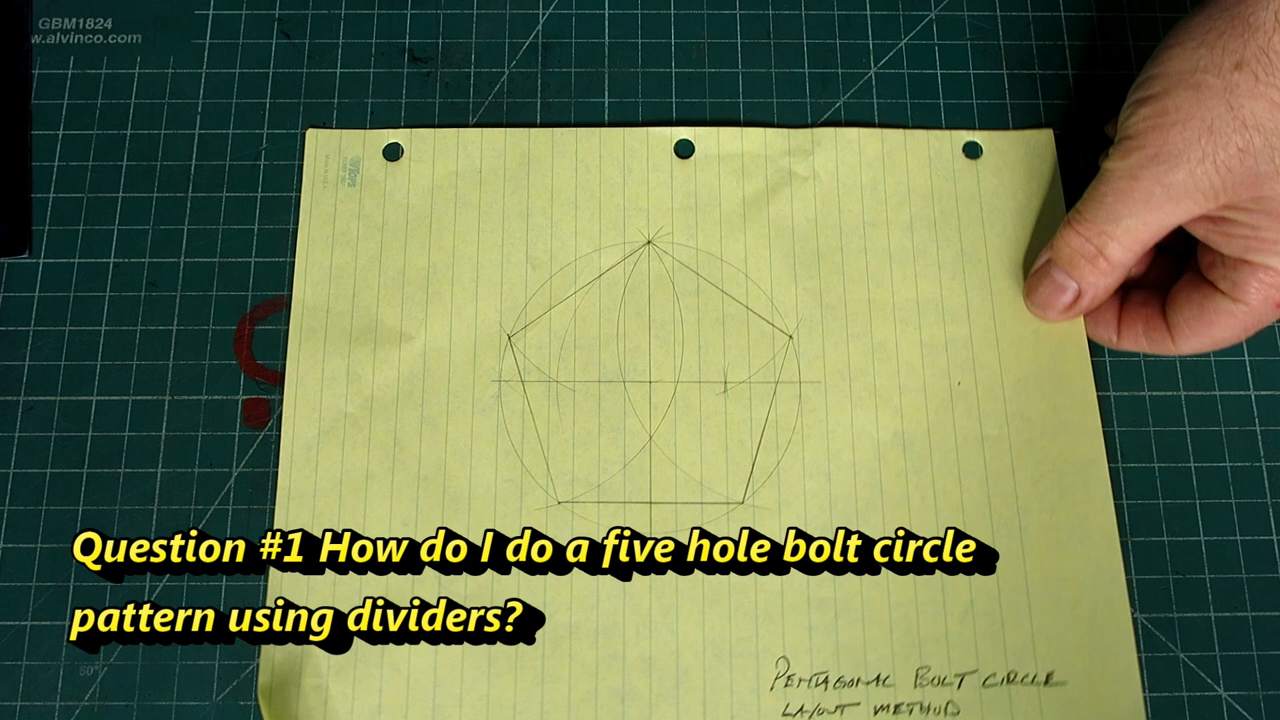 GBM1824
w.alvinco.com
Question #1 How do I do a five hole bolt circle
pattern using dividers?
60°
PENTAGONAL BOLT CIRCLE
LAYOUT METHOD